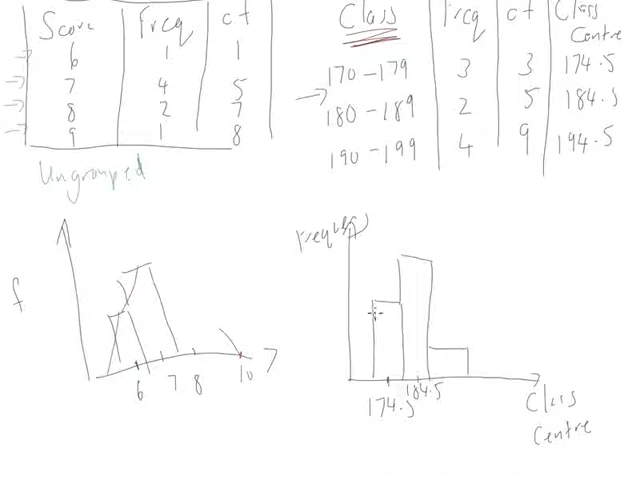 Score Freq cf
6 1 1
7 4 5
8 2 7
9 1 8
Ungrouped
Class Freq cf Class Centre
170-179 3 3 174.5
180-189 2 5 184.5
190-199 4 9 194.5
f
6 7 8 10
Frequency
174.5 184.5
Class
Centre